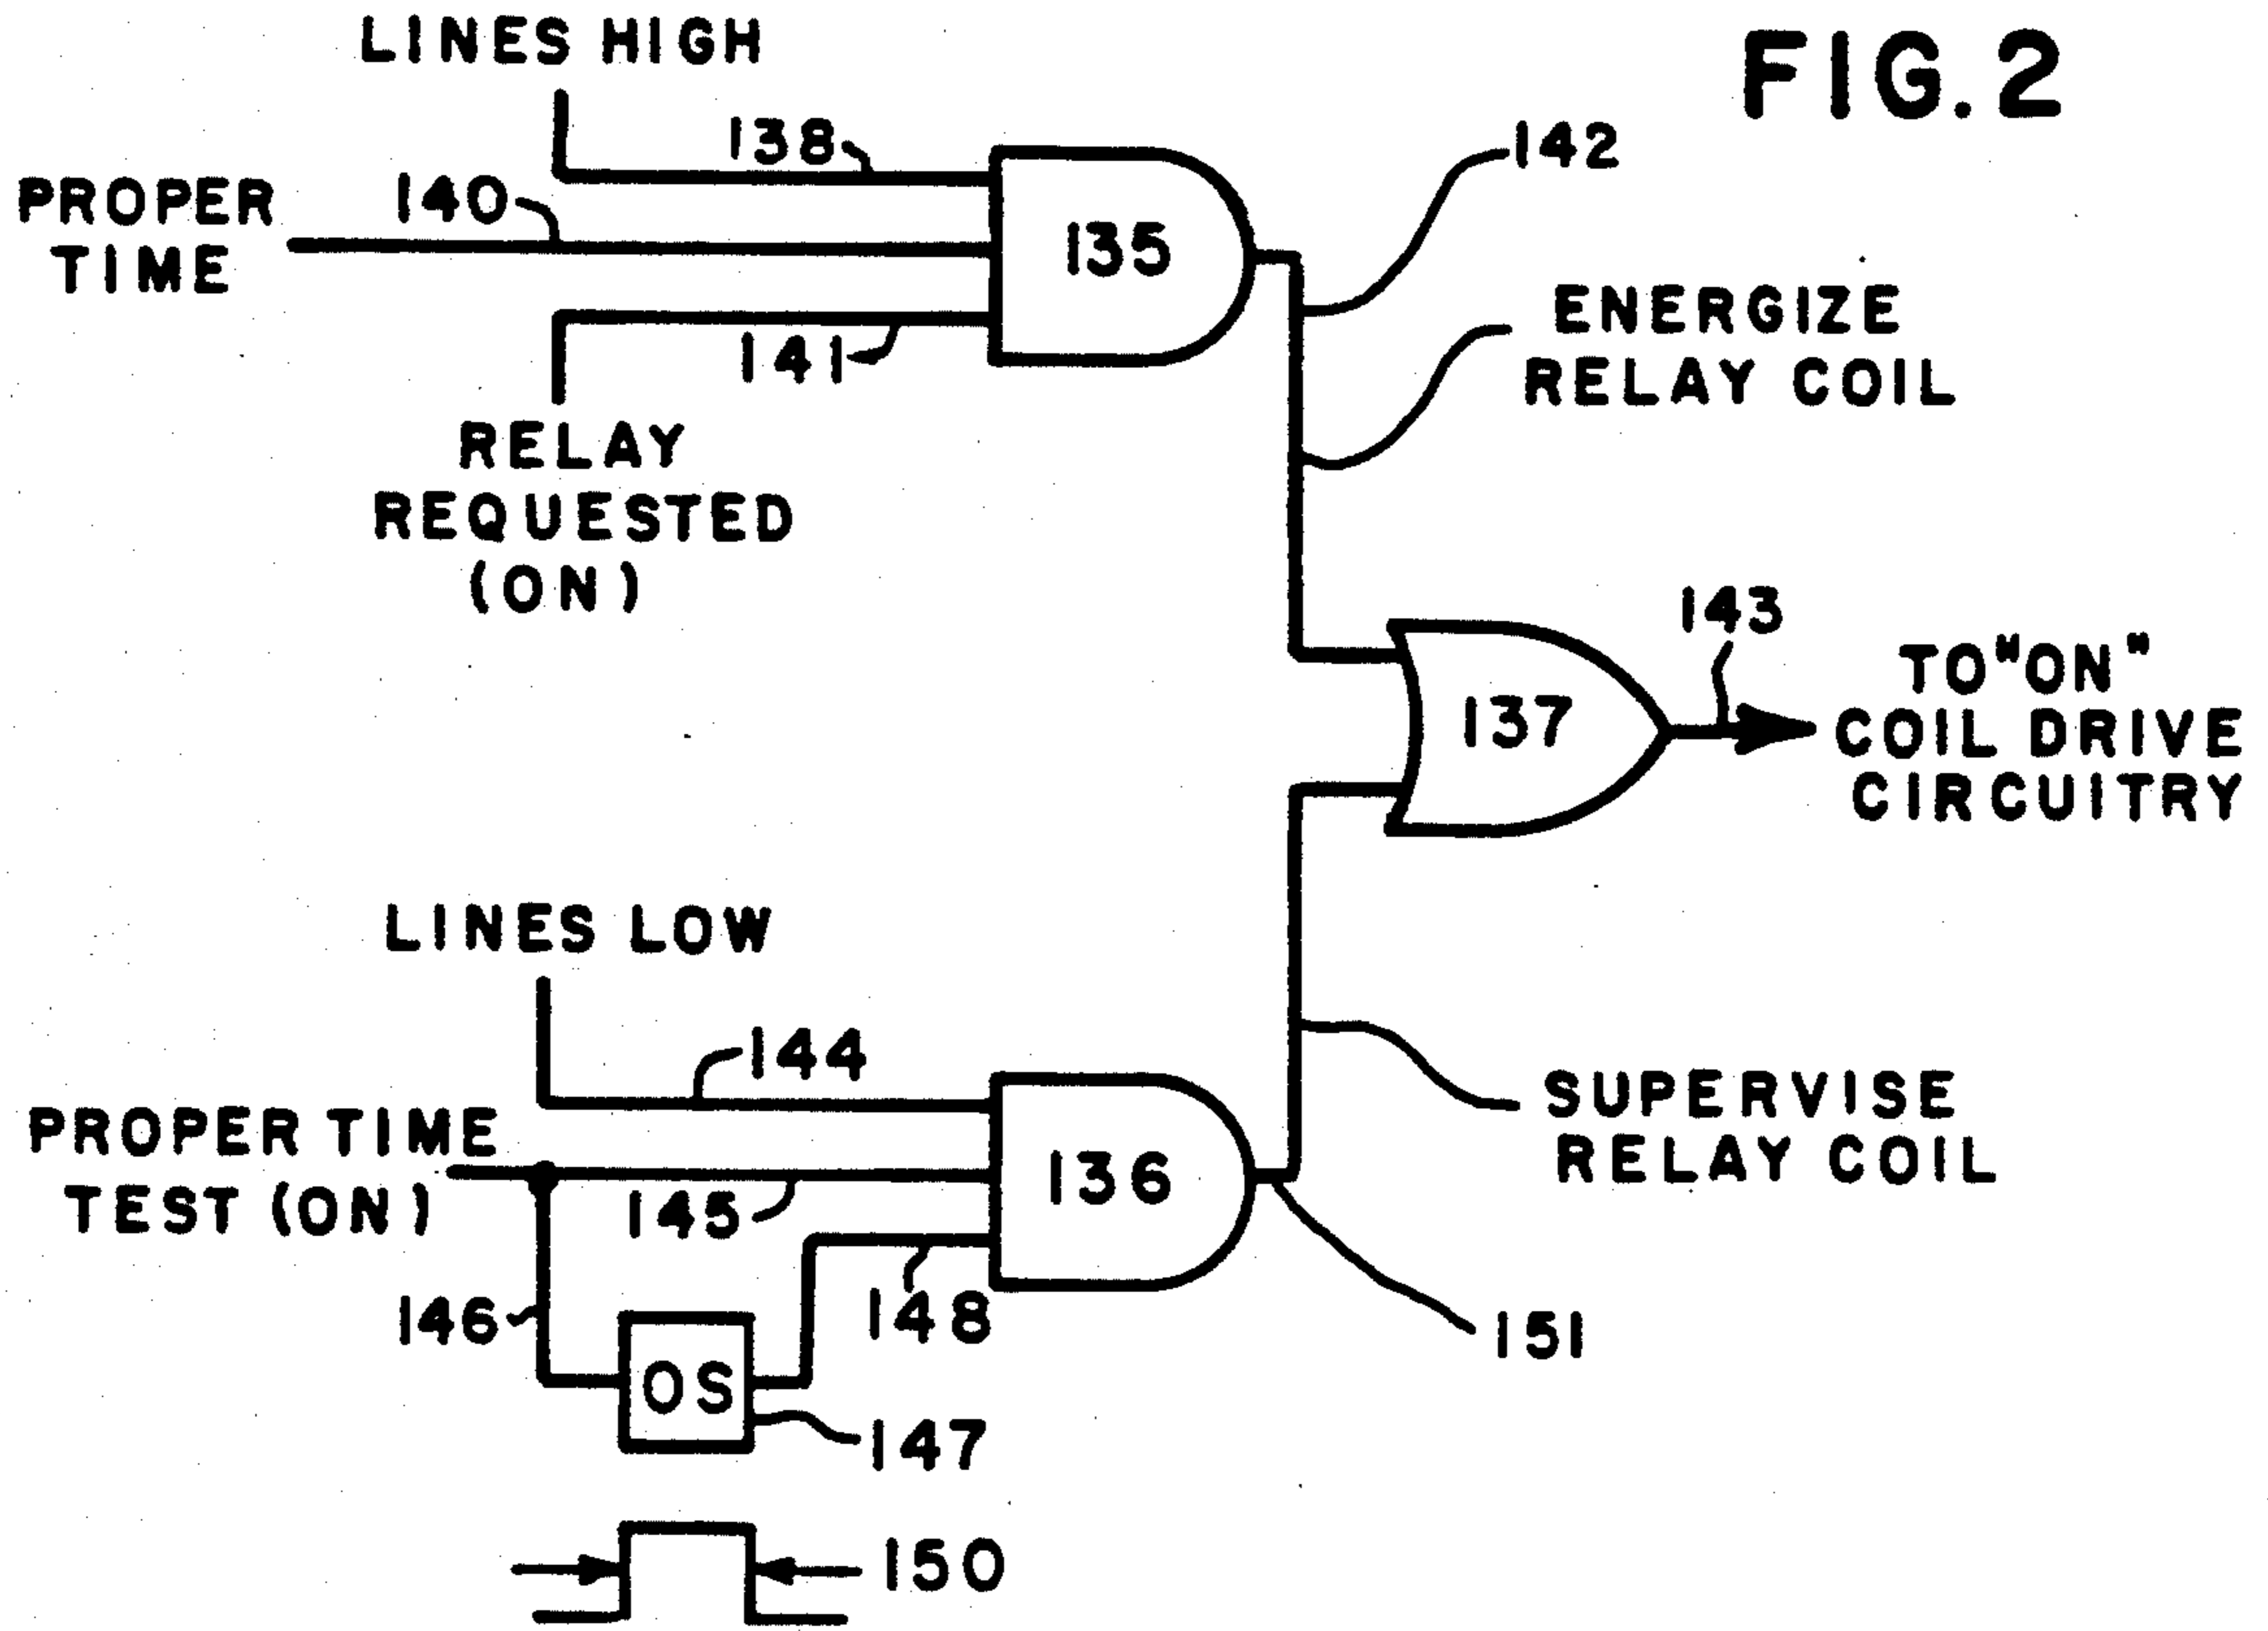 LINES HIGH
FIG. 2
138
142
PROPER
TIME
140
135
141
ENERGIZE
RELAY COIL
RELAY
REQUESTED
(ON)
143
137
TO "ON"
COIL DRIVE
CIRCUITRY
LINES LOW
144
PROPER TIME
TEST (ON)
145
136
SUPERVISE
RELAY COIL
146
148
151
OS
147
150